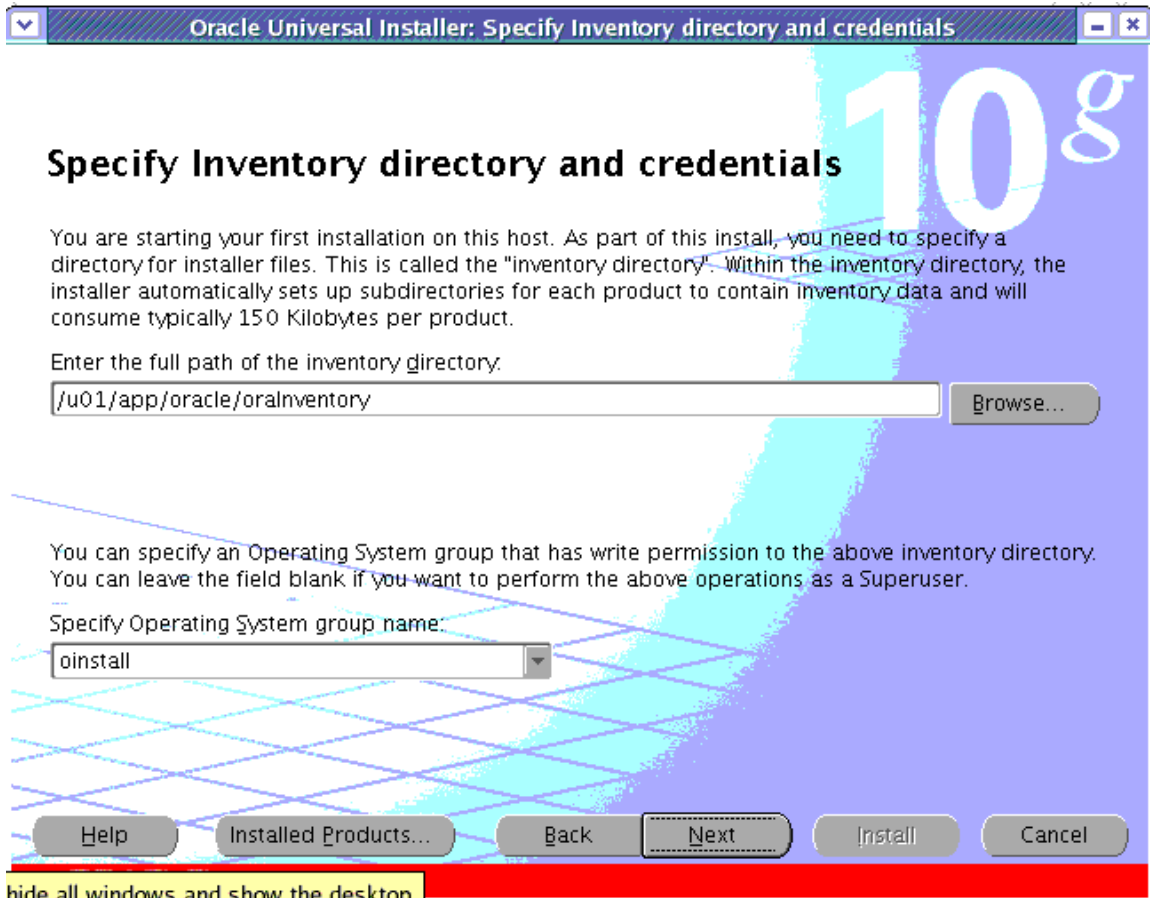 Oracle Universal Installer: Specify Inventory directory and credentials
10g
Specify Inventory directory and credentials
You are starting your first installation on this host. As part of this install, you need to specify a
directory for installer files. This is called the "inventory directory". Within the inventory directory, the
installer automatically sets up subdirectories for each product to contain inventory data and will
consume typically 150 Kilobytes per product.
Enter the full path of the inventory directory:
/u01/app/oracle/oraInventory
Browse...
You can specify an Operating System group that has write permission to the above inventory directory.
You can leave the field blank if you want to perform the above operations as a Superuser.
Specify Operating System group name:
oinstall
Help Installed Products... Back Next Install Cancel
hide all windows and show the desktop